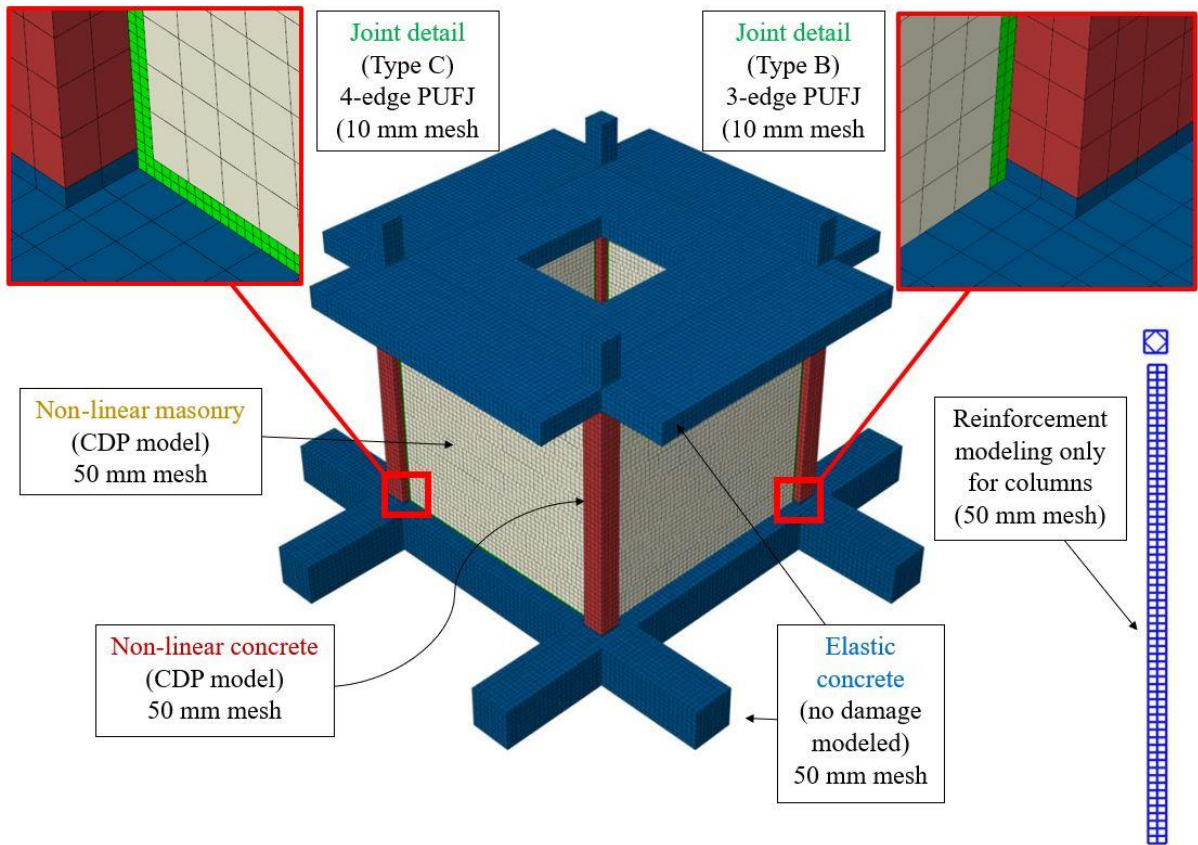 Joint detail
(Type C)
4-edge PUFJ
(10 mm mesh
Joint detail
(Type B)
3-edge PUFJ
(10 mm mesh
Non-linear masonry
(CDP model)
50 mm mesh
Reinforcement
modeling only
for columns
(50 mm mesh)
Non-linear concrete
(CDP model)
50 mm mesh
Elastic
concrete
(no damage
modeled)
50 mm mesh